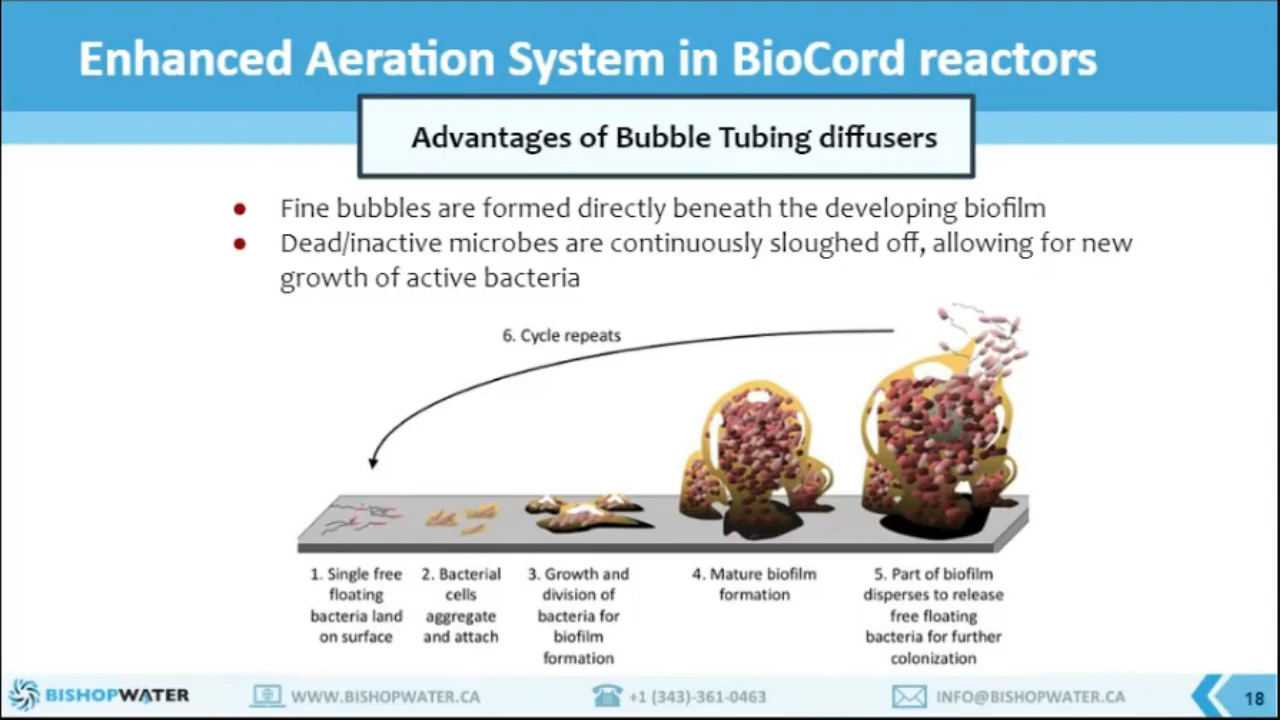 Enhanced Aeration System in BioCord reactors
Advantages of Bubble Tubing diffusers
● Fine bubbles are formed directly beneath the developing biofilm
● Dead/inactive microbes are continuously sloughed off, allowing for new
growth of active bacteria
6. Cycle repeats
1. Single free
floating
bacteria land
on surface
2. Bacterial
cells
aggregate
and attach
3. Growth and
division of
bacteria for
biofilm
formation
4. Mature biofilm
formation
5. Part of biofilm
disperses to release
free floating
bacteria for further
colonization
BISHOPWATER
WWW.BISHOPWATER.CA
+1 (343)-361-0463
INFO@BISHOPWATER.CA
18